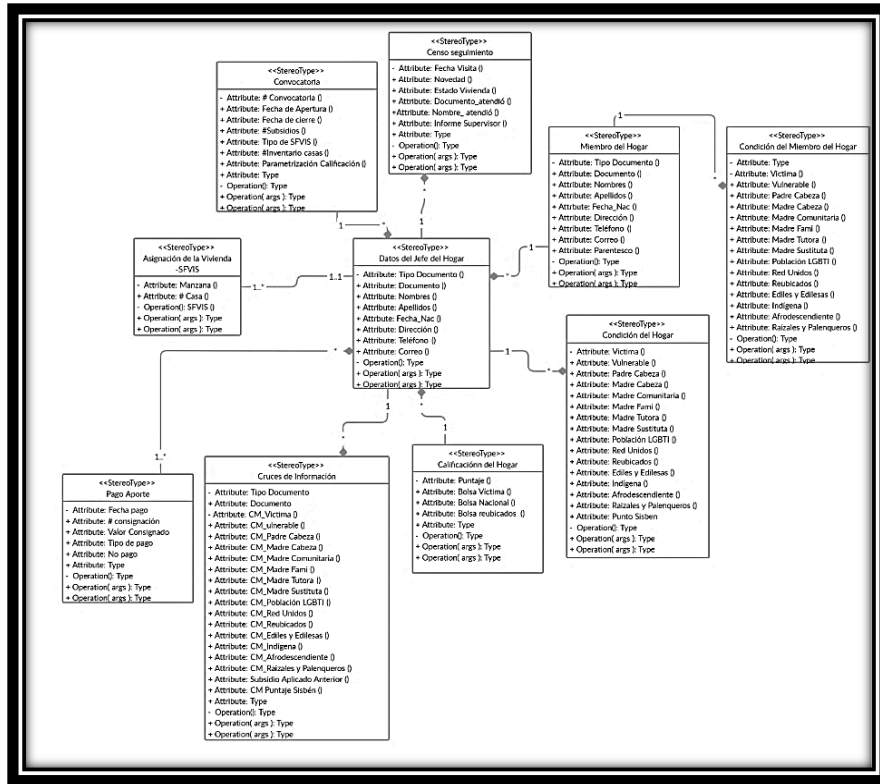 <<StereoType>>
Convocatoria
- Attribute: # Convocatoria ()
+ Attribute: Fecha de Apertura ()
+ Attribute: Fecha de cierre ()
+ Attribute: #Subsidios ()
+ Attribute: Tipo de SFVIS ()
+ Attribute: #Inventario casas ()
+ Attribute: Parametrización Calificación ()
+ Attribute: Type
- Operation(): Type
+ Operation( args ): Type
+ Operation( args ): Type
<<StereoType>>
Censo seguimiento
- Attribute: Fecha Visita ()
+ Attribute: Novedad ()
+ Attribute: Estado Vivienda ()
+ Attribute: Documento_atendió ()
+Attribute: Nombre_ atendió ()
+ Attribute: Informe Supervisor ()
+ Attribute: Type
- Operation(): Type
+ Operation( args ): Type
+ Operation( args ): Type
<<StereoType>>
Miembro del Hogar
- Attribute: Tipo Documento ()
+ Attribute: Documento ()
+ Attribute: Nombres ()
+ Attribute: Apellidos ()
+ Attribute: Fecha_Nac ()
+ Attribute: Dirección ()
+ Attribute: Teléfono ()
+ Attribute: Correo ()
+ Attribute: Parentesco ()
- Operation(): Type
+ Operation( args ): Type
+ Operation( args ): Type
1
*
<<StereoType>>
Condición del Miembro del Hogar
- Attribute: Type
- Attribute: Victima ()
+ Attribute: Vulnerable ()
+ Attribute: Padre Cabeza ()
+ Attribute: Madre Cabeza ()
+ Attribute: Madre Comunitaria ()
+ Attribute: Madre Fami ()
+ Attribute: Madre Tutora ()
+ Attribute: Madre Sustituta ()
+ Attribute: Población LGBTI ()
+ Attribute: Red Unidos ()
+ Attribute: Reubicados ()
+ Attribute: Ediles y Edilesas ()
+ Attribute: Indígena ()
+ Attribute: Afrodescendiente ()
+ Attribute: Raizales y Palenqueros ()
- Operation(): Type
+ Operation( args ): Type
+ Operation( args ): Type
1
*
*
1
<<StereoType>>
Asignación de la Vivienda
-SFVIS
- Attribute: Manzana ()
+ Attribute: # Casa ()
- Operation(): SFVIS ()
+ Operation( args ): Type
+ Operation( args ): Type
1..*
1..1
<<StereoType>>
Datos del Jefe del Hogar
- Attribute: Tipo Documento ()
+ Attribute: Documento ()
+ Attribute: Nombres ()
+ Attribute: Apellidos ()
+ Attribute: Fecha_Nac ()
+ Attribute: Dirección ()
+ Attribute: Teléfono ()
+ Attribute: Correo ()
- Operation(): Type
+ Operation( args ): Type
+ Operation( args ): Type
*
1
1
*
<<StereoType>>
Condición del Hogar
- Attribute: Victima ()
+ Attribute: Vulnerable ()
+ Attribute: Padre Cabeza ()
+ Attribute: Madre Cabeza ()
+ Attribute: Madre Comunitaria ()
+ Attribute: Madre Fami ()
+ Attribute: Madre Tutora ()
+ Attribute: Madre Sustituta ()
+ Attribute: Población LGBTI ()
+ Attribute: Red Unidos ()
+ Attribute: Reubicados ()
+ Attribute: Ediles y Edilesas ()
+ Attribute: Indígena ()
+ Attribute: Afrodescendiente ()
+ Attribute: Raizales y Palenqueros ()
+ Attribute: Punto Sisben
- Operation(): Type
+ Operation( args ): Type
+ Operation( args ): Type
*
1..*
1
*
*
1
<<StereoType>>
Pago Aporte
- Attribute: Fecha pago
+ Attribute: # consignación
+ Attribute: Valor Consignado
+ Attribute: Tipo de pago
+ Attribute: No pago
+ Attribute: Type
- Operation(): Type
+ Operation( args ): Type
+ Operation( args ): Type
<<StereoType>>
Cruces de Información
- Attribute: Tipo Documento
+ Attribute: Documento
- Attribute: CM_Victima ()
+ Attribute: CM_ulnerable ()
+ Attribute: CM_Padre Cabeza ()
+ Attribute: CM_Madre Cabeza ()
+ Attribute: CM_Madre Comunitaria ()
+ Attribute: CM_Madre Fami ()
+ Attribute: CM_Madre Tutora ()
+ Attribute: CM_Madre Sustituta ()
+ Attribute: CM_Población LGBTI ()
+ Attribute: CM_Red Unidos ()
+ Attribute: CM_Reubicados ()
+ Attribute: CM_Ediles y Edilesas ()
+ Attribute: CM_Indígena ()
+ Attribute: CM_Afrodescendiente ()
+ Attribute: CM_Raizales y Palenqueros ()
+ Attribute: Subsidio Aplicado Anterior ()
+ Attribute: CM Puntaje Sisbén ()
+ Attribute: Type
- Operation(): Type
+ Operation( args ): Type
+ Operation( args ): Type
<<StereoType>>
Calificaciónn del Hogar
- Attribute: Puntaje ()
+ Attribute: Bolsa Víctima ()
+ Attribute: Bolsa Nacional ()
+ Attribute: Bolsa reubicados ()
+ Attribute: Type
- Operation(): Type
+ Operation( args ): Type
+ Operation( args ): Type